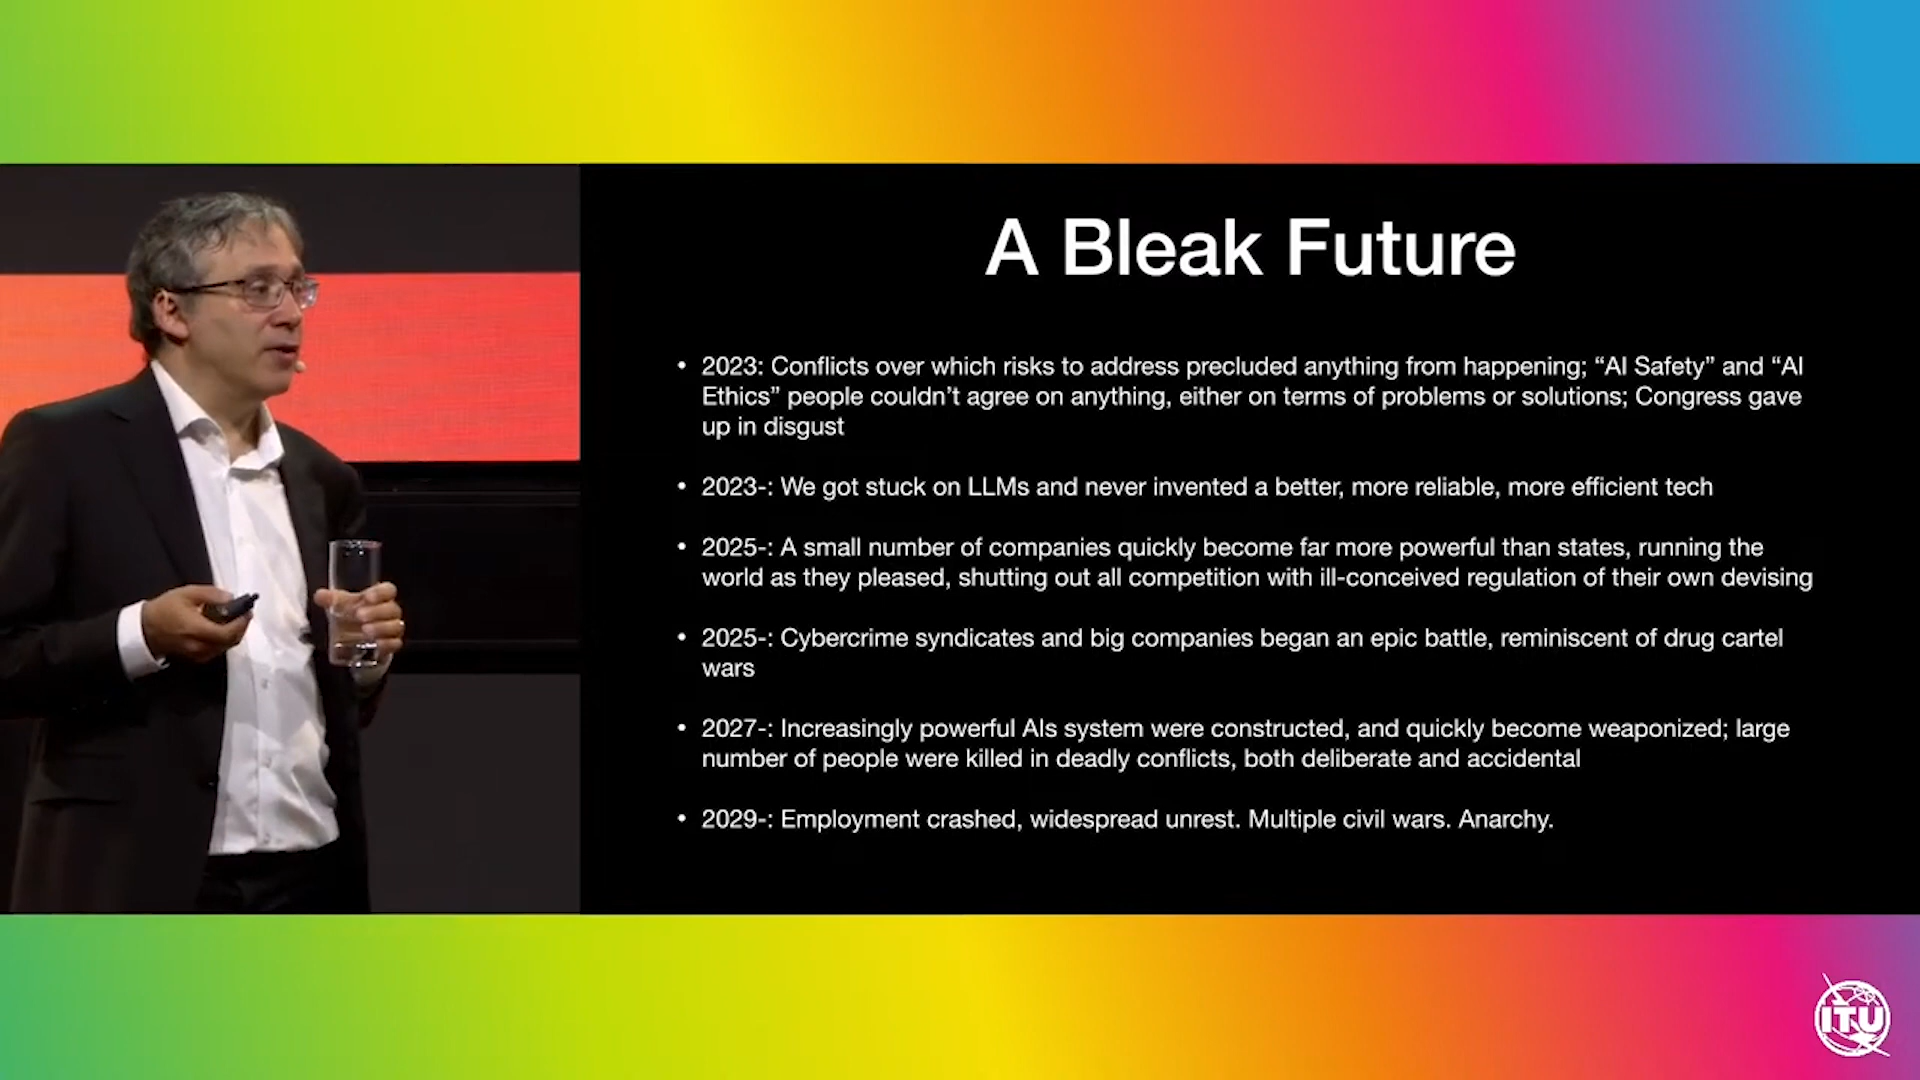 A Bleak Future
• 2023: Conflicts over which risks to address precluded anything from happening; “AI Safety” and “AI
Ethics” people couldn’t agree on anything, either on terms of problems or solutions; Congress gave
up in disgust
• 2023-: We got stuck on LLMs and never invented a better, more reliable, more efficient tech
• 2025-: A small number of companies quickly become far more powerful than states, running the
world as they pleased, shutting out all competition with ill-conceived regulation of their own devising
• 2025-: Cybercrime syndicates and big companies began an epic battle, reminiscent of drug cartel
wars
• 2027-: Increasingly powerful AIs system were constructed, and quickly become weaponized; large
number of people were killed in deadly conflicts, both deliberate and accidental
• 2029-: Employment crashed, widespread unrest. Multiple civil wars. Anarchy.
ITU